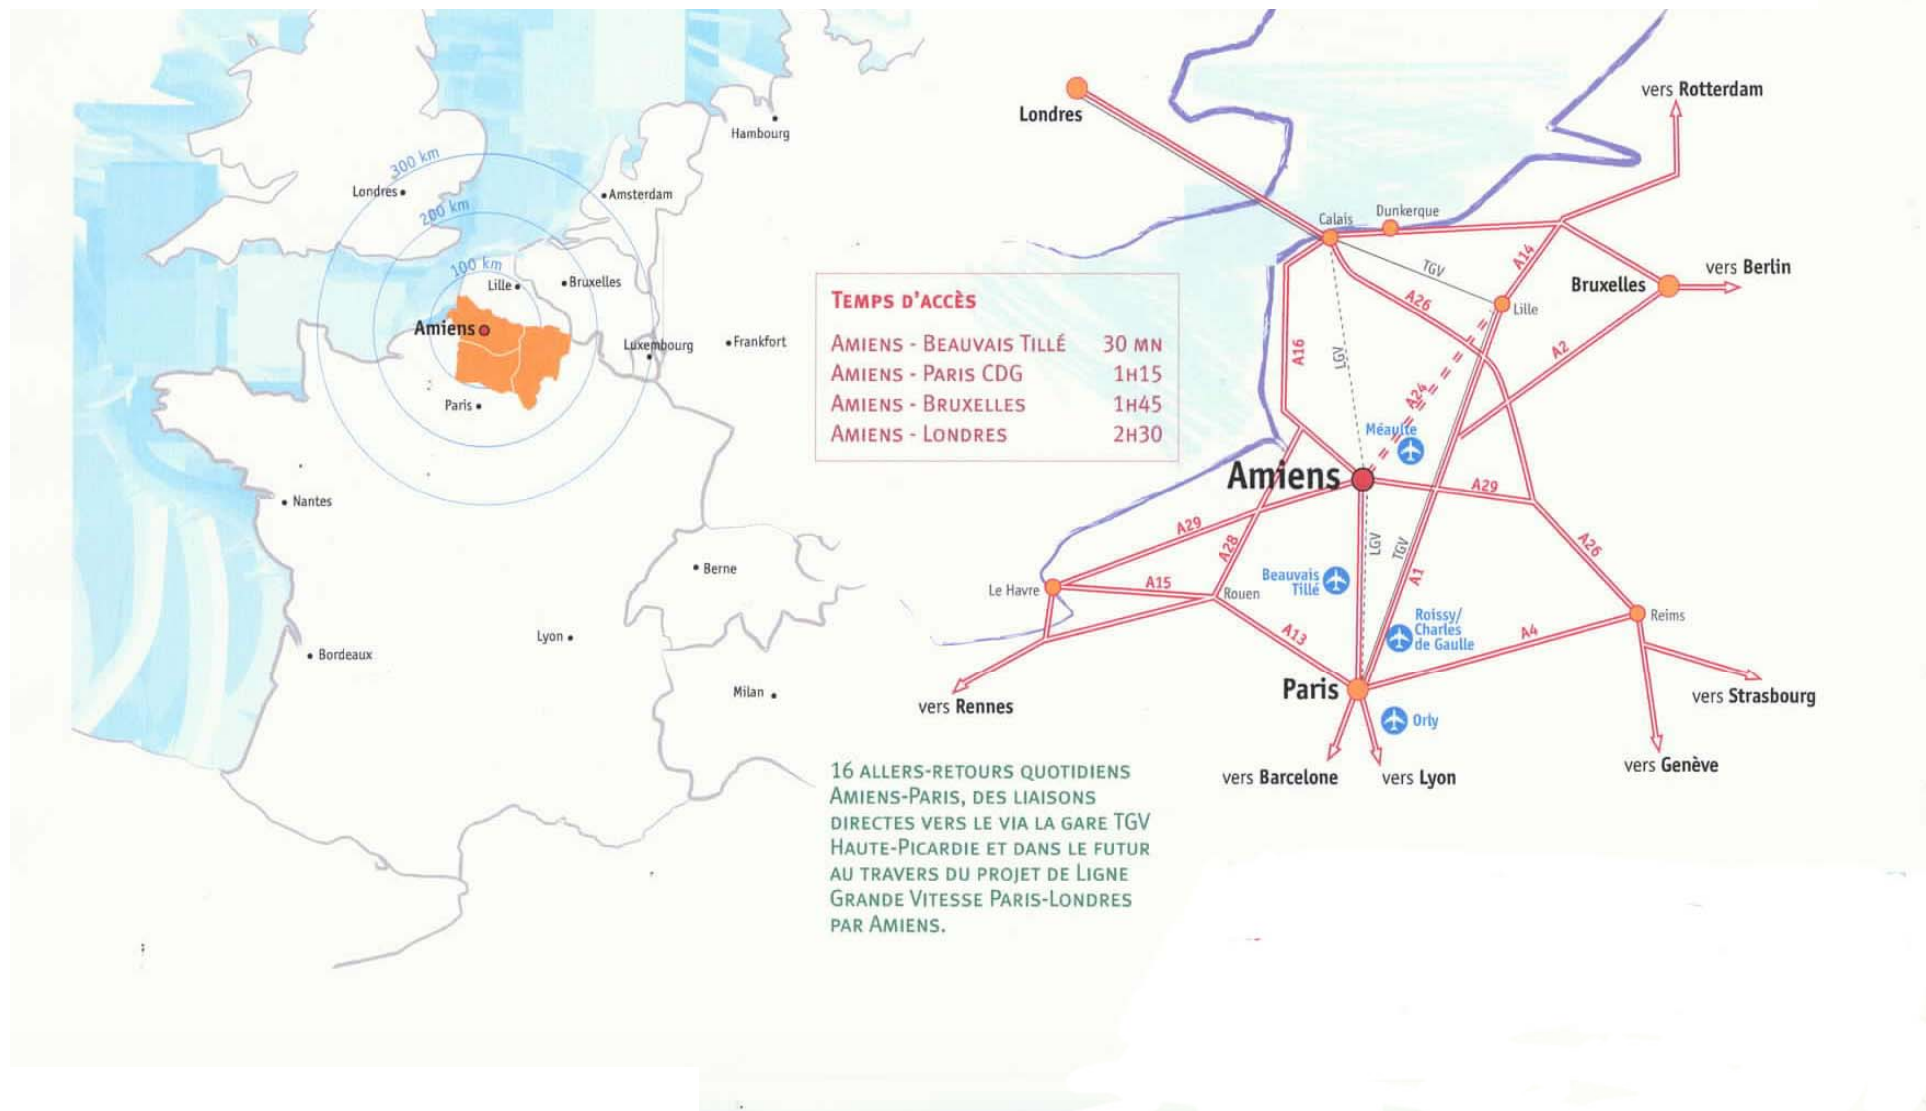 Hambourg
300 km
Londres
Amsterdam
200 km
100 km
Lille
Bruxelles
Amiens
Luxembourg
Frankfort
Paris
Nantes
Berne
Lyon
Bordeaux
Milan
TEMPS D'ACCÈS
AMIENS - BEAUVAIS TILLÉ 30 MN
AMIENS - PARIS CDG 1H15
AMIENS - BRUXELLES 1H45
AMIENS - LONDRES 2H30
16 ALLERS-RETOURS QUOTIDIENS
AMIENS-PARIS, DES LIAISONS
DIRECTES VERS LE VIA LA GARE TGV
HAUTE-PICARDIE ET DANS LE FUTUR
AU TRAVERS DU PROJET DE LIGNE
GRANDE VITESSE PARIS-LONDRES
PAR AMIENS.
vers Rotterdam
Londres
Calais
Dunkerque
A14
TGV
vers Berlin
Bruxelles
A26
Lille
A16
LGV
A2
A24
Méaulte
Amiens
A29
A29
A28
LGV
TGV
A26
Beauvais
Tillé
A1
A15
Le Havre
Rouen
Roissy/
Charles
de Gaulle
Reims
A13
A4
Paris
vers Rennes
vers Strasbourg
Orly
vers Genève
vers Barcelone
vers Lyon